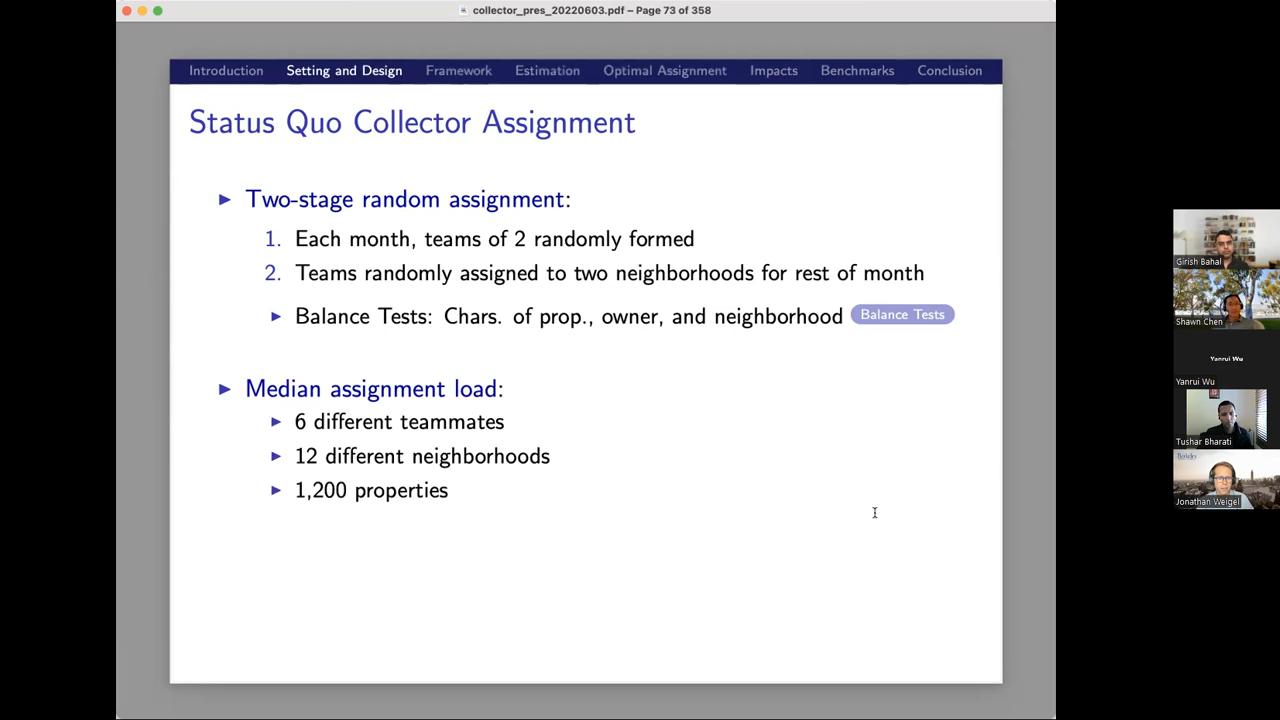 collector_pres_20220603.pdf – Page 73 of 358
Introduction Setting and Design Framework Estimation Optimal Assignment Impacts Benchmarks Conclusion
Status Quo Collector Assignment
Two-stage random assignment:
1. Each month, teams of 2 randomly formed
2. Teams randomly assigned to two neighborhoods for rest of month
Balance Tests: Chars. of prop., owner, and neighborhood Balance Tests
Median assignment load:
6 different teammates
12 different neighborhoods
1,200 properties
Girish Bahal
Shawn Chen
Yanrui Wu
Yanrui Wu
Tushar Bharati
Berkeley
Jonathan Weigel